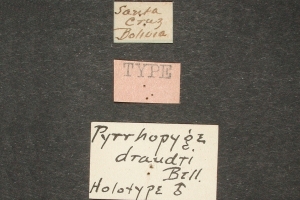 Santa
Cruz
Bolivia
TYPE
Pyrrhopyge
draudti
Bell.
Holotype ♂